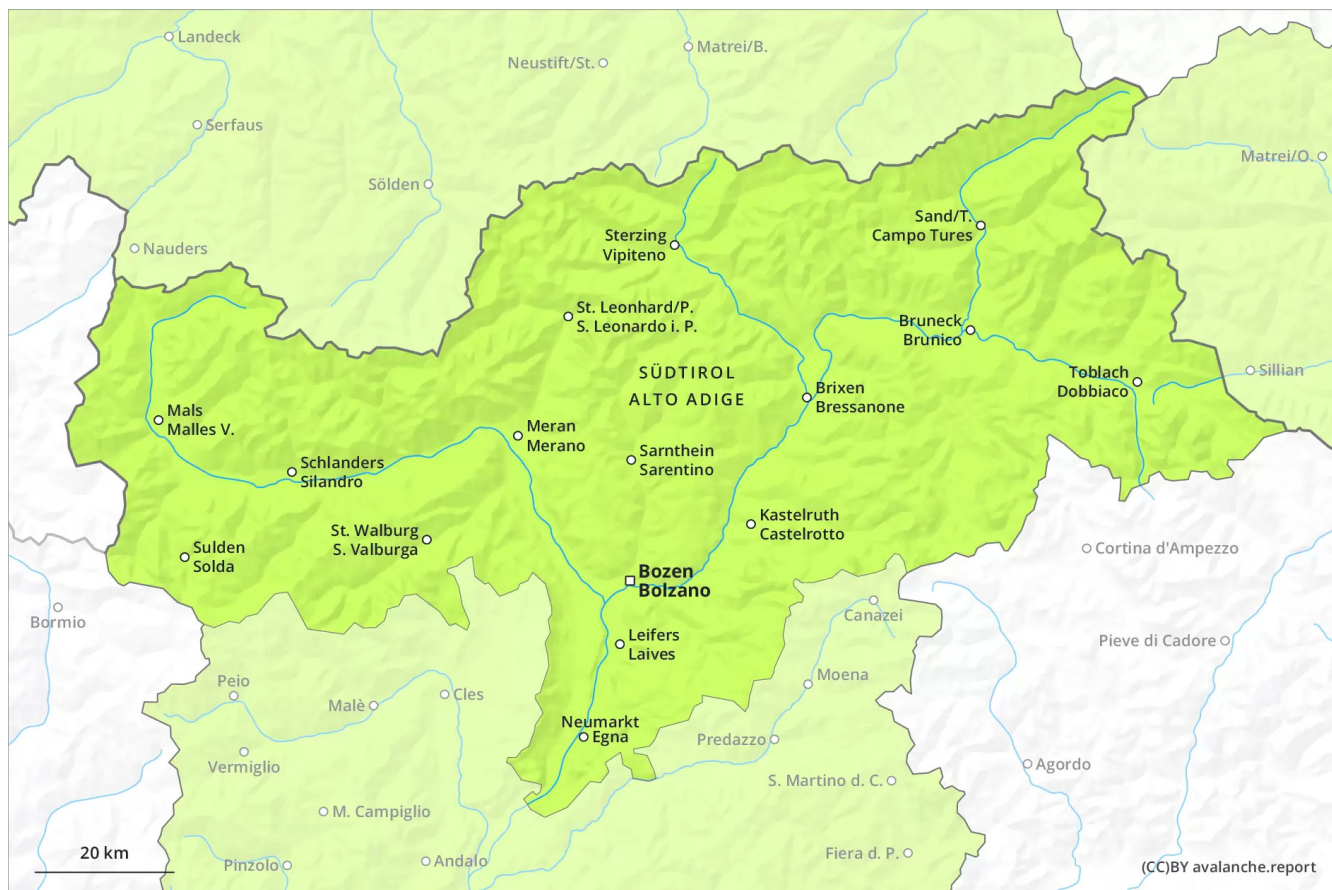 Landeck
Matrei/B.
Neustift/St.
Serfaus
Matrei/O.
Sölden
Sand/T.
Campo Tures
Sterzing
Vipiteno
Nauders
St. Leonhard/P.
S. Leonardo i. P.
Bruneck
Brunico
SÜDTIROL
ALTO ADIGE
Toblach
Dobbiaco
Sillian
Brixen
Bressanone
Mals
Malles V.
Meran
Merano
Sarnthein
Sarentino
Schlanders
Silandro
Kastelruth
Castelrotto
St. Walburg
S. Valburga
Sulden
Solda
Cortina d'Ampezzo
Bozen
Bolzano
Bormio
Canazei
Leifers
Laives
Pieve di Cadore
Moena
Peio
Cles
Malè
Neumarkt
Egna
Predazzo
Vermiglio
Agordo
S. Martino d. C.
M. Campiglio
20 km
Andalo
Fiera d. P.
Pinzolo
(CC)BY avalanche.report